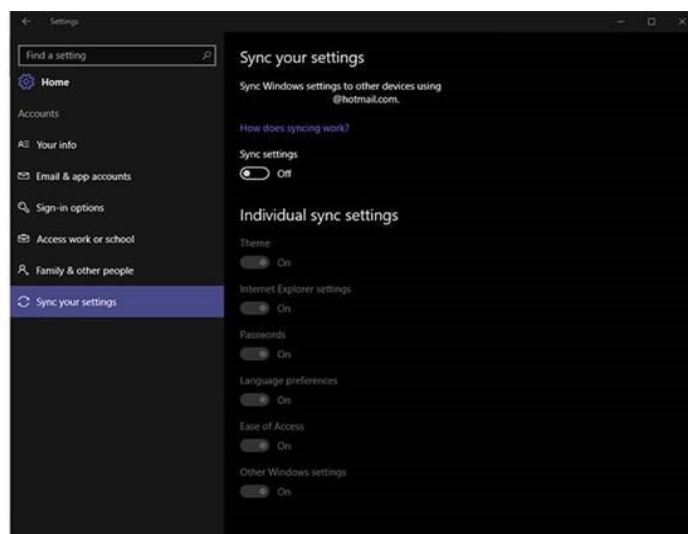 Settings
Find a setting
Home
Accounts
Your info
Email & app accounts
Sign-in options
Access work or school
Family & other people
Sync your settings
Sync your settings
Sync Windows settings to other devices using
@hotmail.com.
How does syncing work?
Sync settings
Off
Individual sync settings
Theme
On
Internet Explorer settings
On
Passwords
On
Language preferences
On
Ease of Access
On
Other Windows settings
On